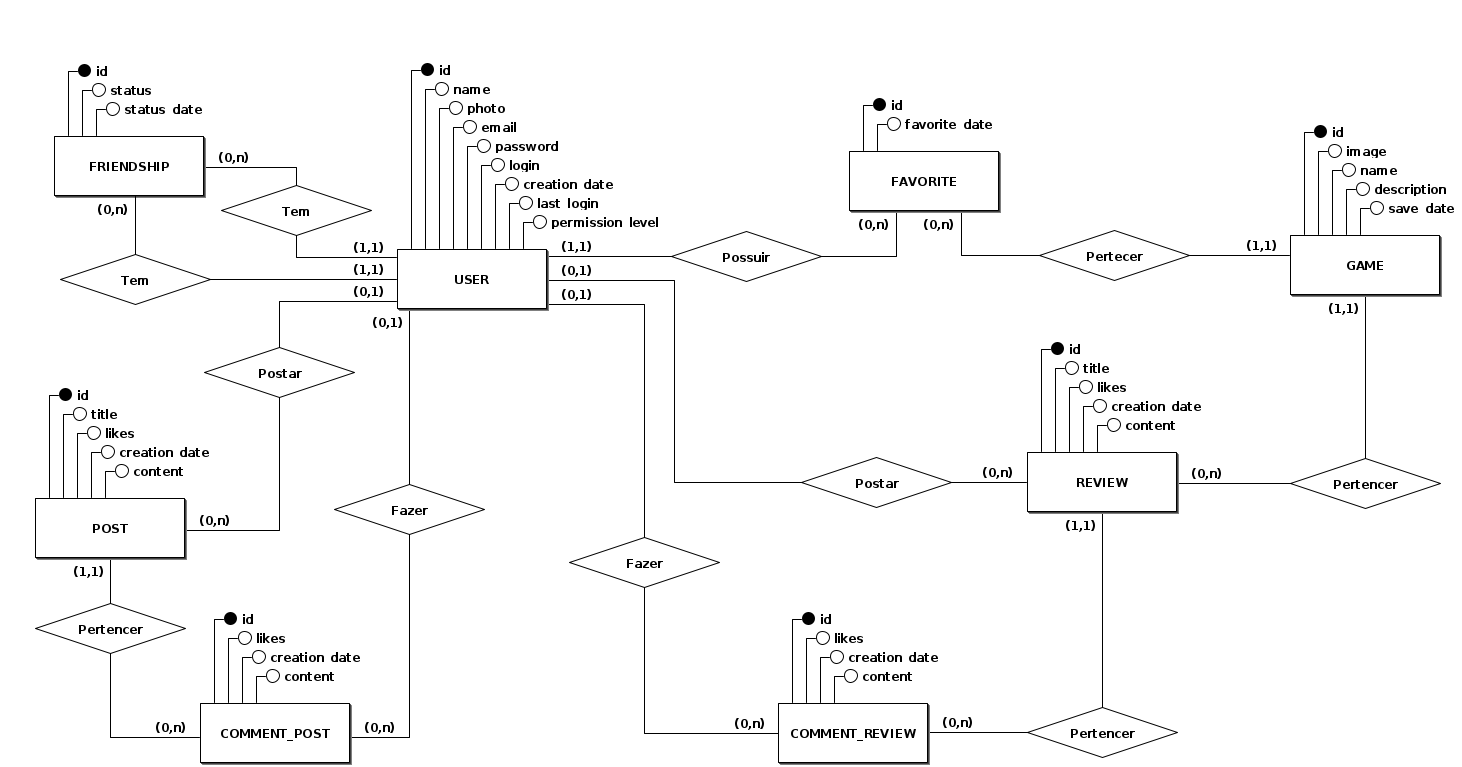 id
status
status date
FRIENDSHIP
(0,n)
(0,n)
Tem
(1,1)
Tem
(1,1)
id
name
photo
email
password
login
creation date
last login
permission level
USER
(1,1)
(0,1)
(0,1)
(0,1)
(0,1)
Possuir
id
favorite date
FAVORITE
(0,n)
(0,n)
Pertecer
(1,1)
id
image
name
description
save date
GAME
(1,1)
Postar
id
title
likes
creation date
content
POST
(0,n)
(1,1)
Pertencer
Fazer
id
likes
creation date
content
COMMENT_POST
(0,n)
(0,n)
Fazer
Postar
(0,n)
id
title
likes
creation date
content
REVIEW
(0,n)
(1,1)
Pertencer
id
likes
creation date
content
COMMENT_REVIEW
(0,n)
(0,n)
Pertencer